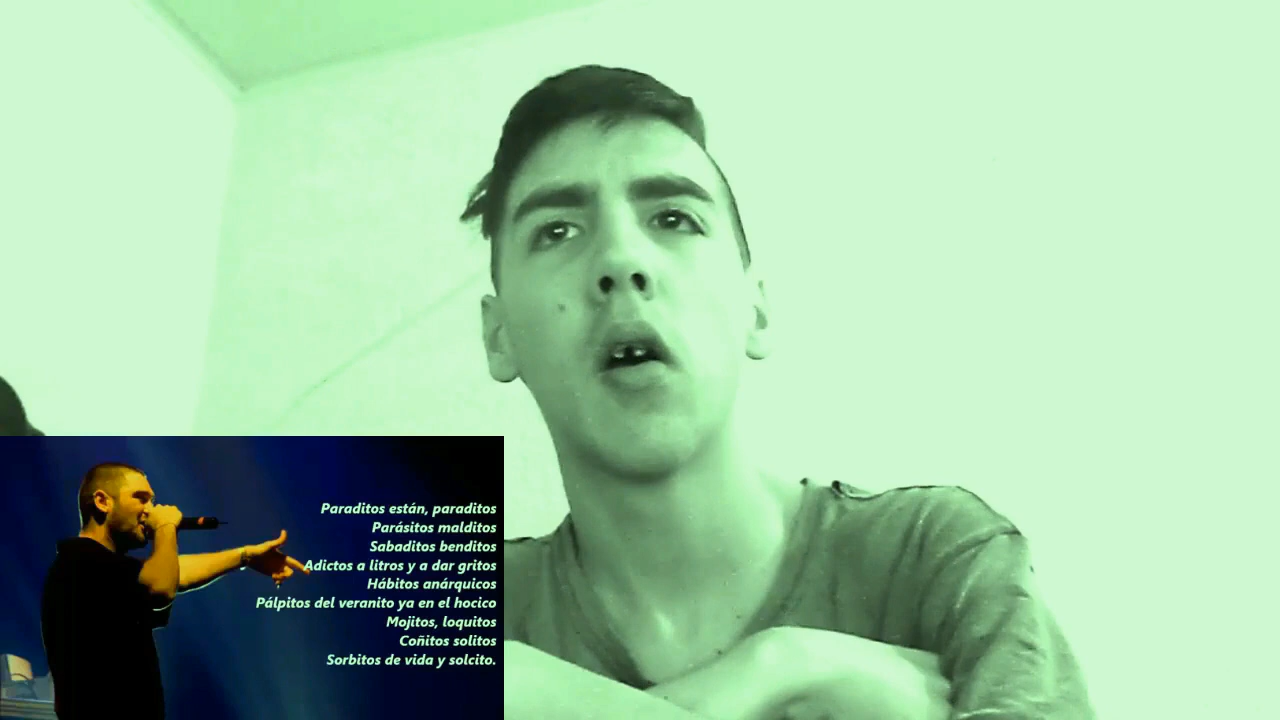 Paraditos están, paraditos
Parásitos malditos
Sabaditos benditos
Adictos a litros y a dar gritos
Hábitos anárquicos
Pálpitos del veranito ya en el hocico
Mojitos, loquitos
Coñitos solitos
Sorbitos de vida y solcito.